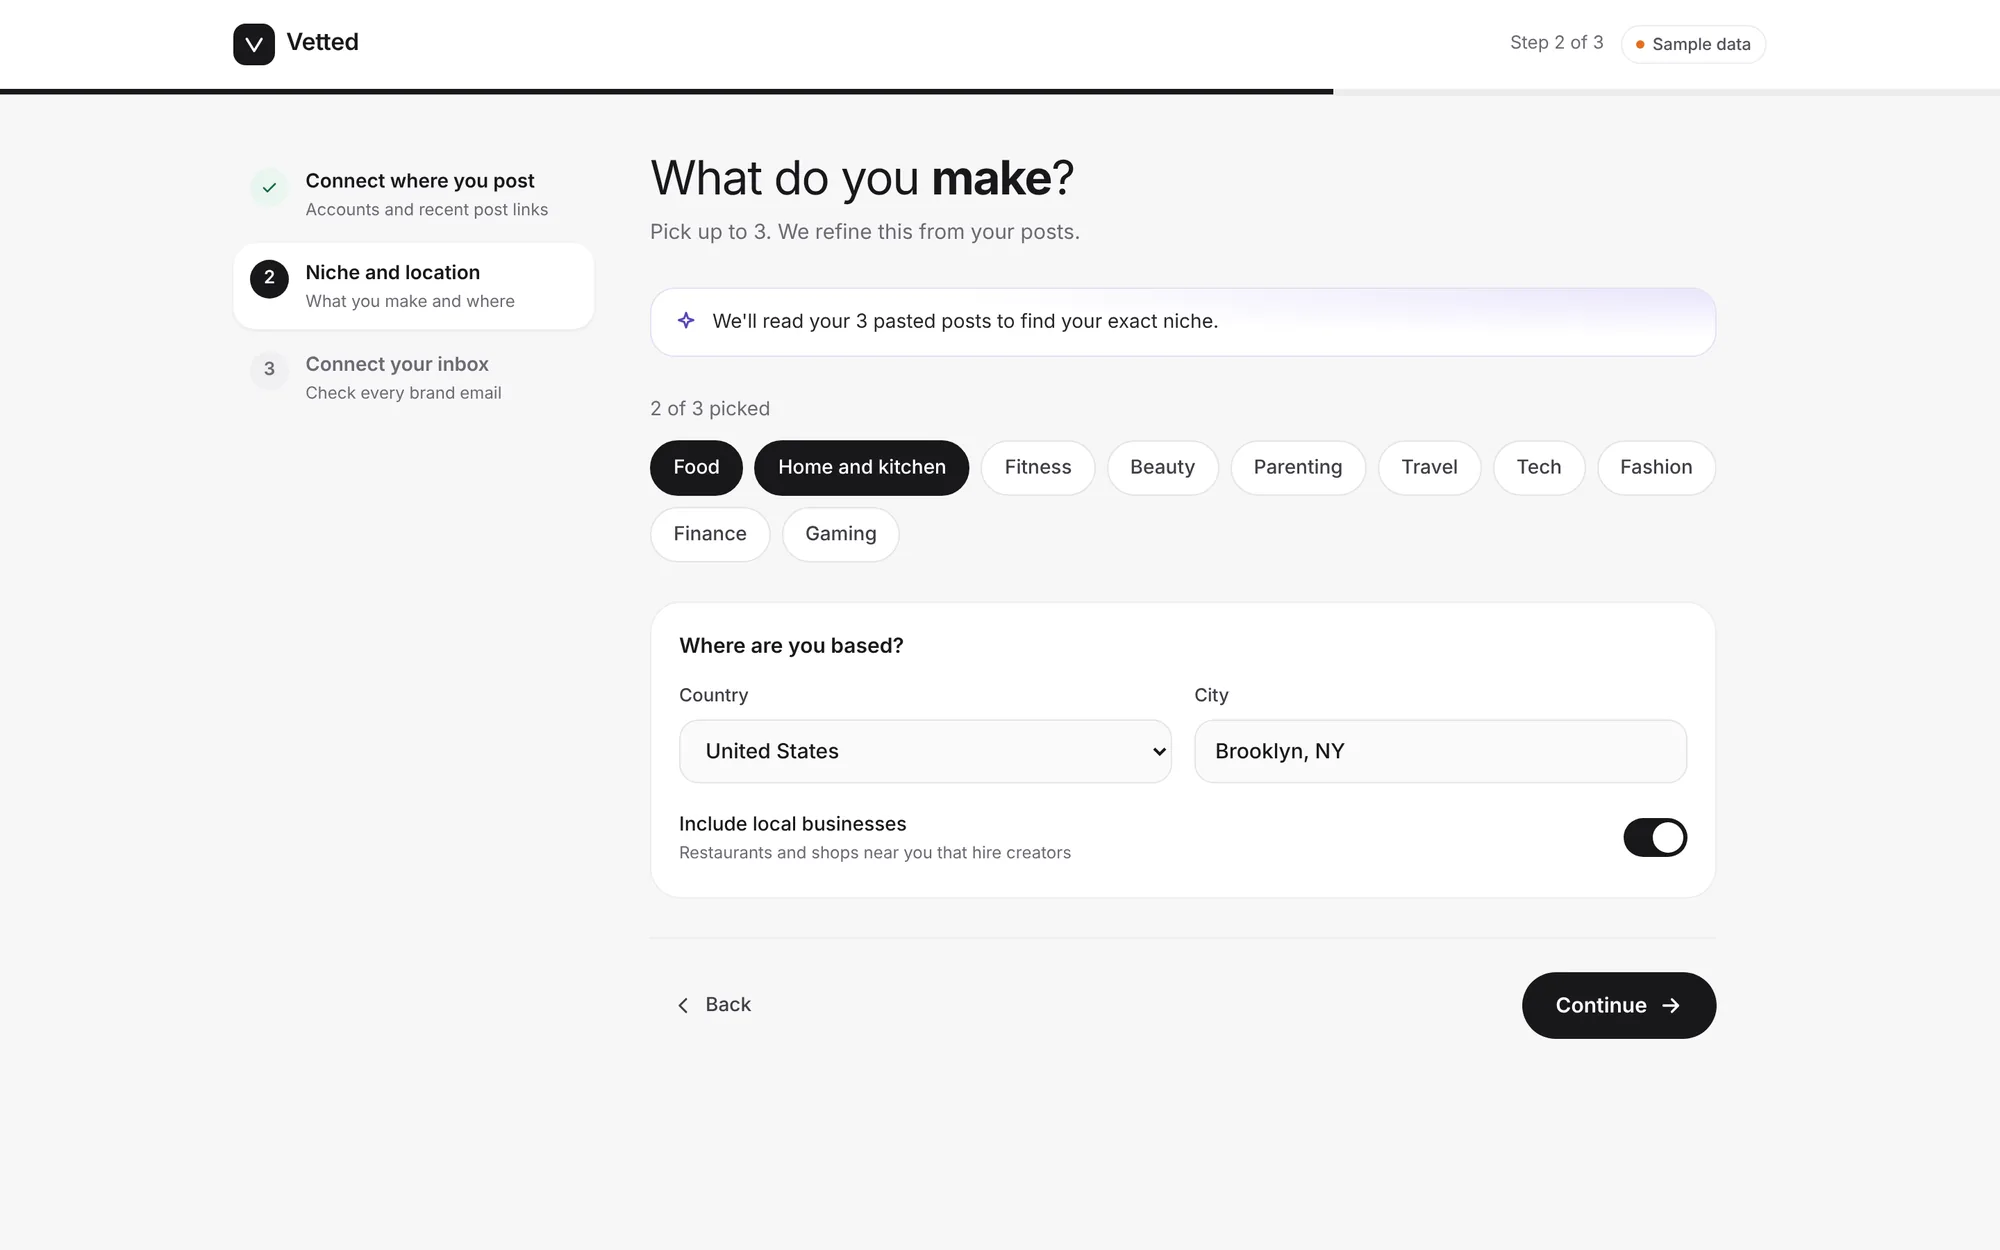 Vetted
Step 2 of 3
Sample data
Connect where you post
Accounts and recent post links
2
Niche and location
What you make and where
3
Connect your inbox
Check every brand email
What do you make?
Pick up to 3. We refine this from your posts.
We'll read your 3 pasted posts to find your exact niche.
2 of 3 picked
Food
Home and kitchen
Fitness
Beauty
Parenting
Travel
Tech
Fashion
Finance
Gaming
Where are you based?
Country
City
United States
Brooklyn, NY
Include local businesses
Restaurants and shops near you that hire creators
Back
Continue